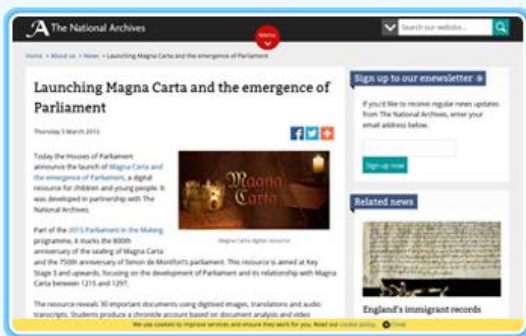 The National Archives
Menu
Search our website...
Home > About us > News > Launching Magna Carta and the emergence of Parliament
Launching Magna Carta and the emergence of
Parliament
Thursday 5 March 2015
Today the Houses of Parliament
announce the launch of Magna Carta and
the emergence of Parliament, a digital
resource for children and young people. It
was developed in partnership with The
National Archives.
Magna
Carta
Magna Carta digital resource
Part of the 2015 Parliament in the Making
programme, it marks the 800th
anniversary of the sealing of Magna Carta
and the 750th anniversary of Simon de Montfort's parliament. This resource is aimed at Key
Stage 3 and upwards, focusing on the development of Parliament and its relationship with Magna
Carta between 1215 and 1297.
The resource reveals 30 important documents using digitised images, translations and audio
transcripts. Students produce a chronicle account based on document analysis and video
Sign up to our enewsletter
If you'd like to receive regular news updates
from The National Archives, enter your
email address below.
Sign up now
Related news
England's immigrant records
We use cookies to improve services and ensure they work for you. Read our cookie policy. Close